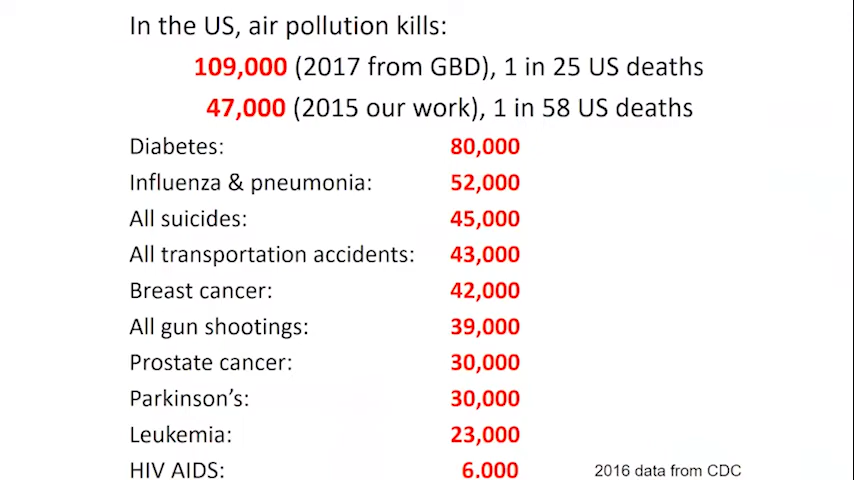 In the US, air pollution kills:
109,000 (2017 from GBD), 1 in 25 US deaths
47,000 (2015 our work), 1 in 58 US deaths
Diabetes: 80,000
Influenza & pneumonia: 52,000
All suicides: 45,000
All transportation accidents: 43,000
Breast cancer: 42,000
All gun shootings: 39,000
Prostate cancer: 30,000
Parkinson’s: 30,000
Leukemia: 23,000
HIV AIDS: 6,000 2016 data from CDC